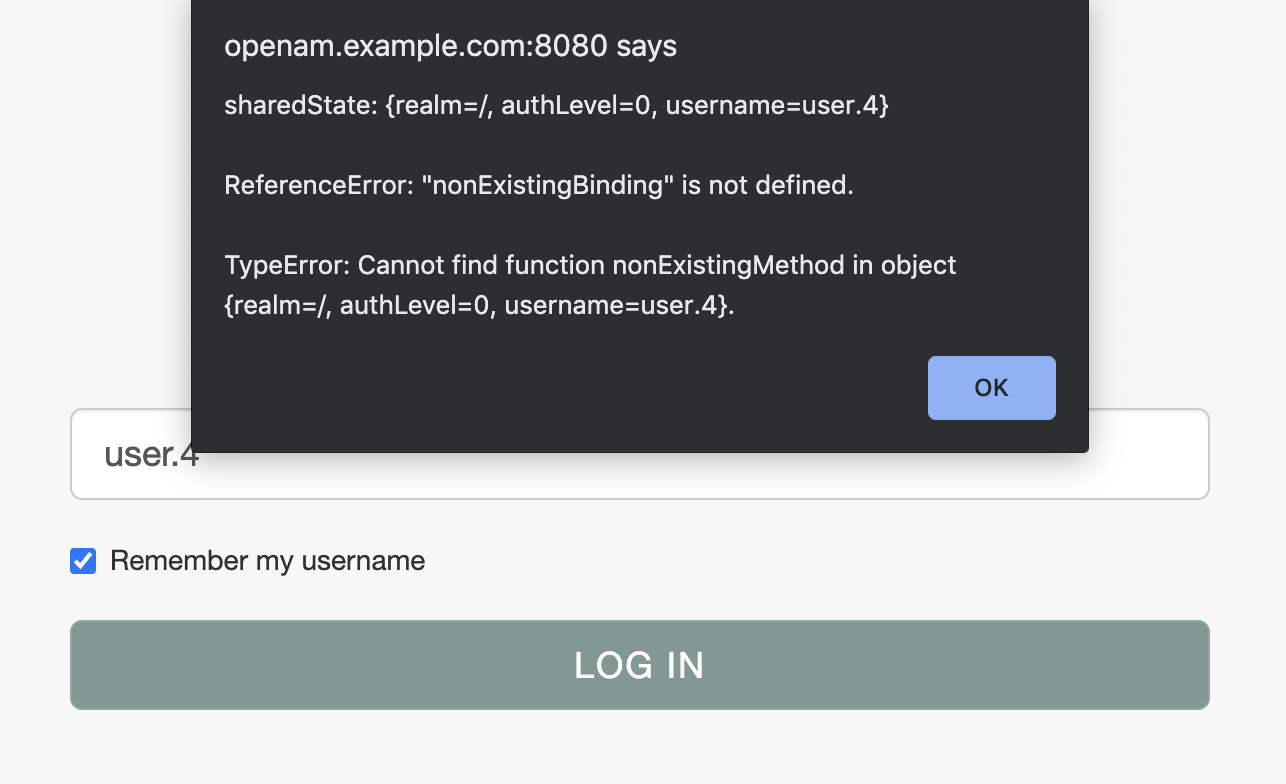 openam.example.com:8080 says
sharedState: {realm=/, authLevel=0, username=user.4}
ReferenceError: "nonExistingBinding" is not defined.
TypeError: Cannot find function nonExistingMethod in object
{realm=/, authLevel=0, username=user.4}.
OK
user.4
Remember my username
LOG IN